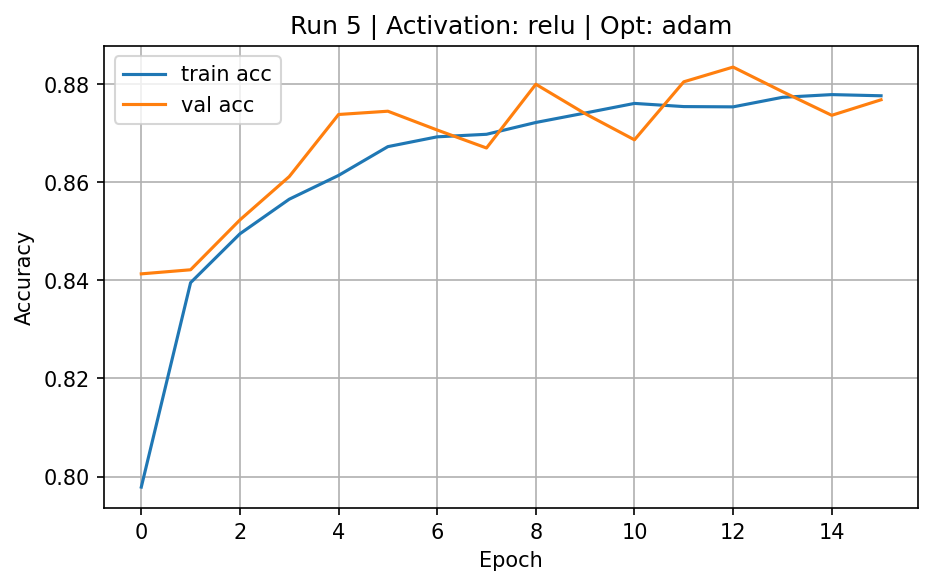 Run 5 | Activation: relu | Opt: adam
train acc
val acc
0.88
0.86
0.84
0.82
0.80
Accuracy
0 2 4 6 8 10 12 14
Epoch